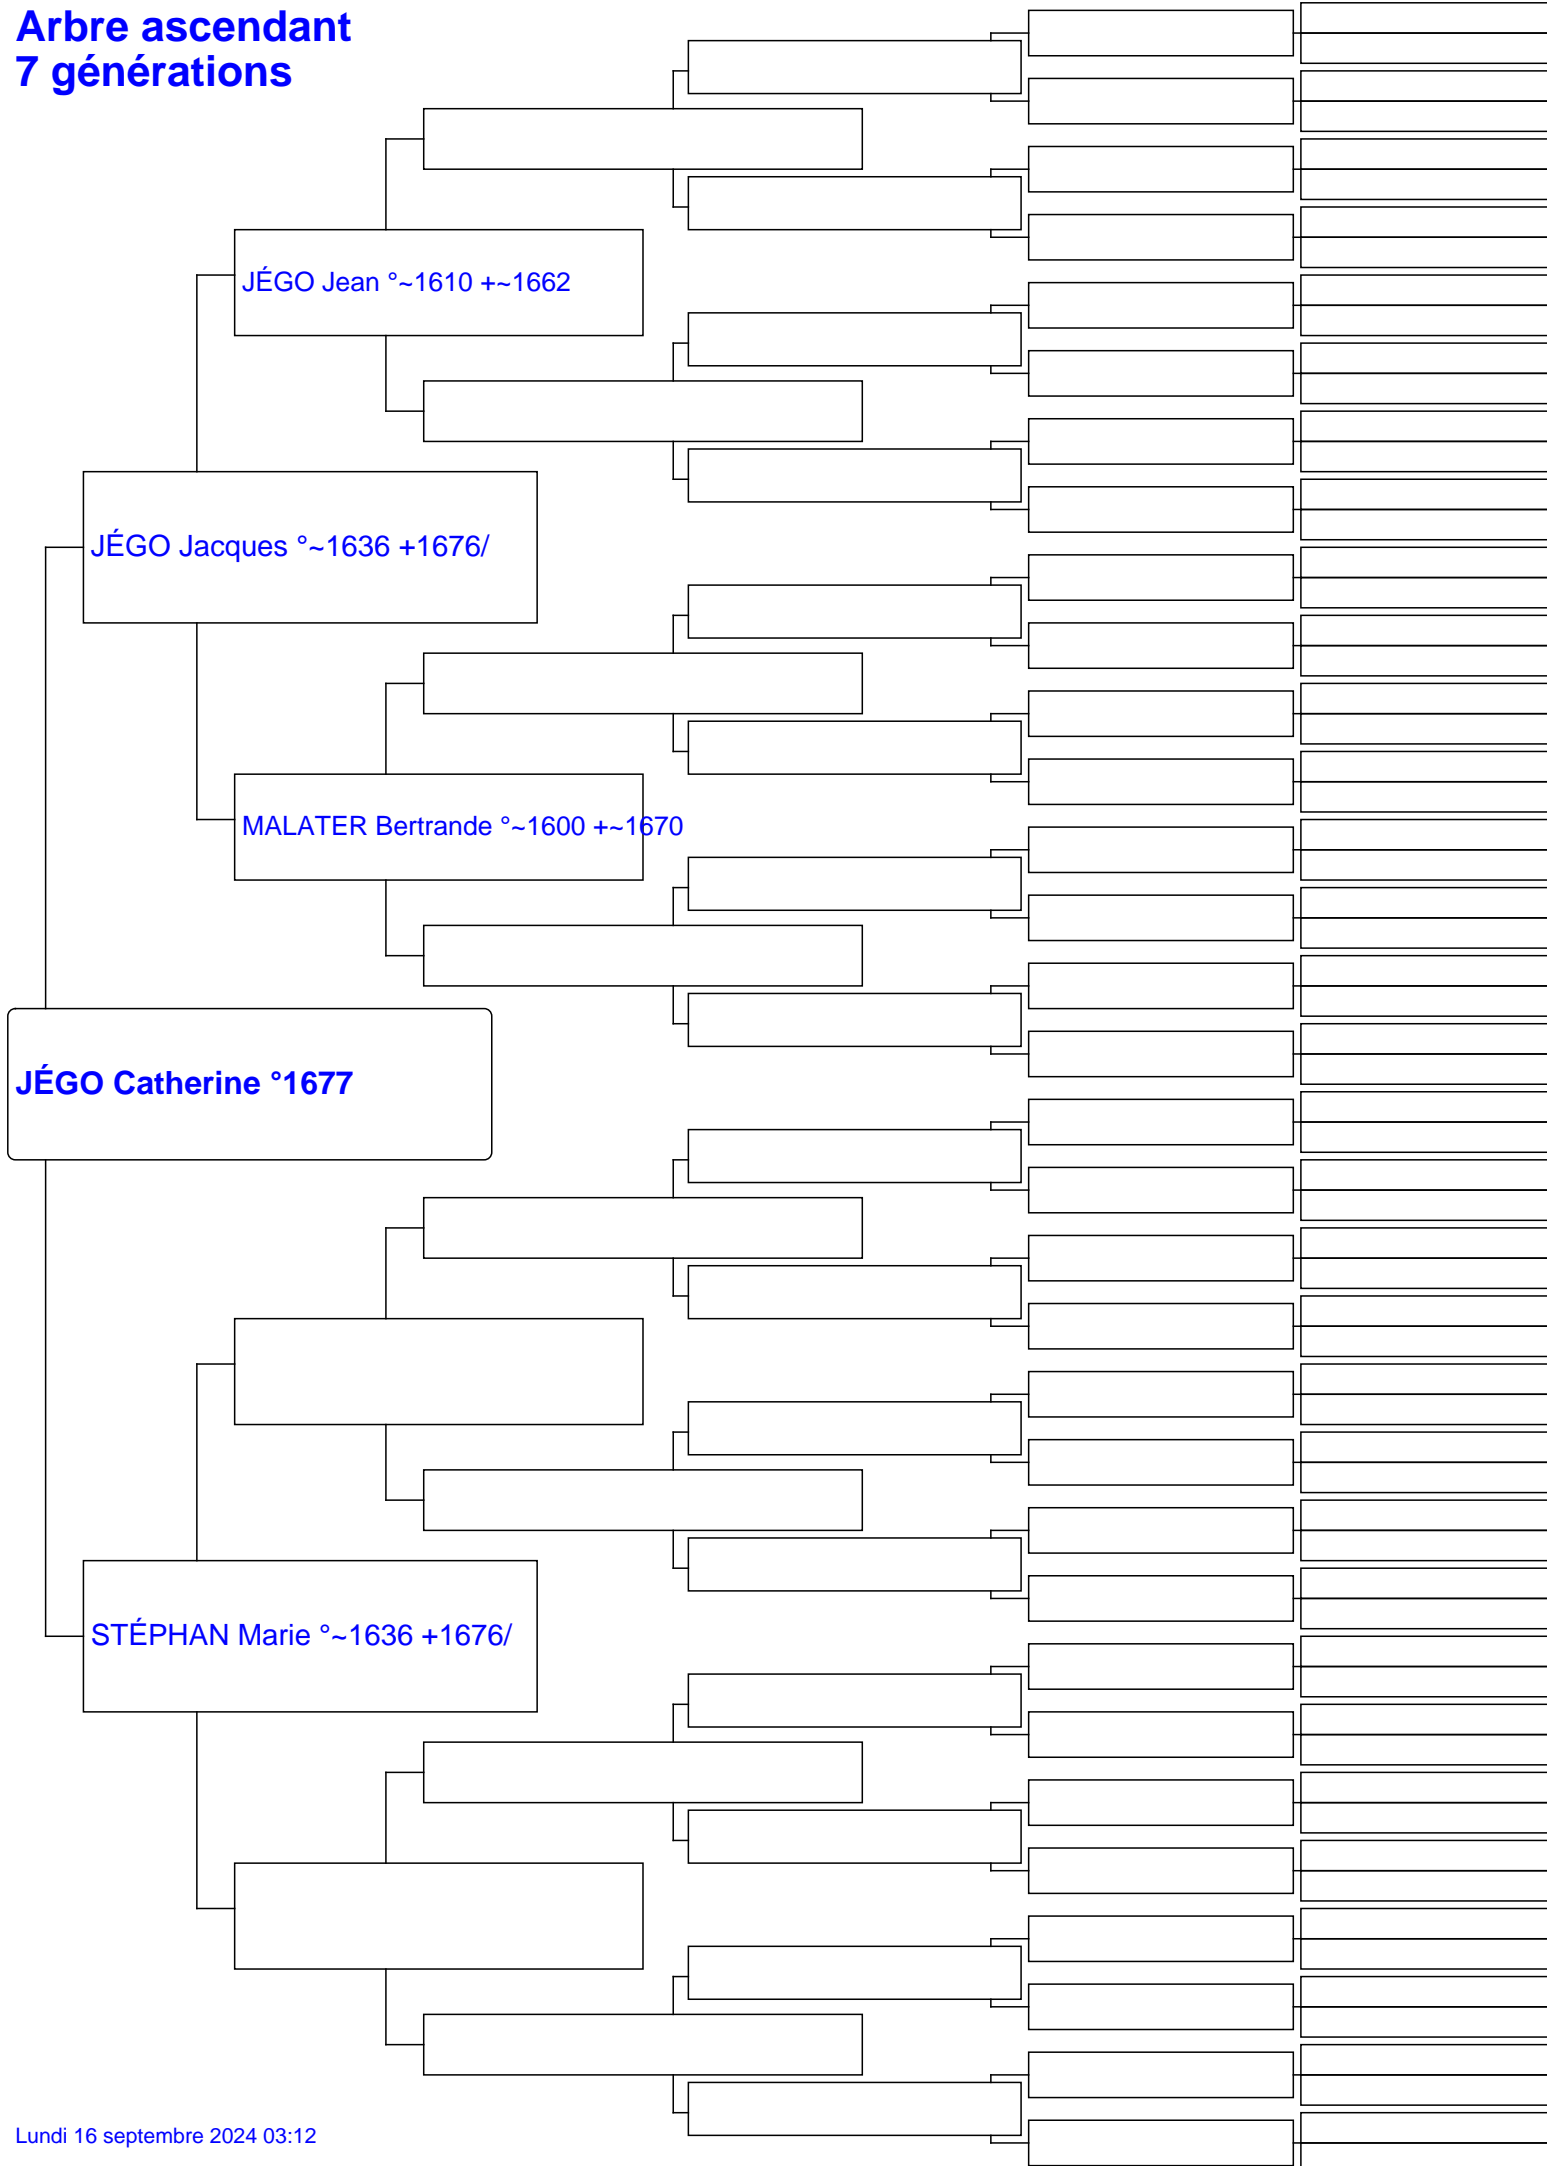 Arbre ascendant
7 générations
JÉGO Jean °~1610 +~1662
JÉGO Jacques °~1636 +1676/
MALATER Bertrande °~1600 +~1670
JÉGO Catherine °1677
STÉPHAN Marie °~1636 +1676/
Lundi 16 septembre 2024 03:12